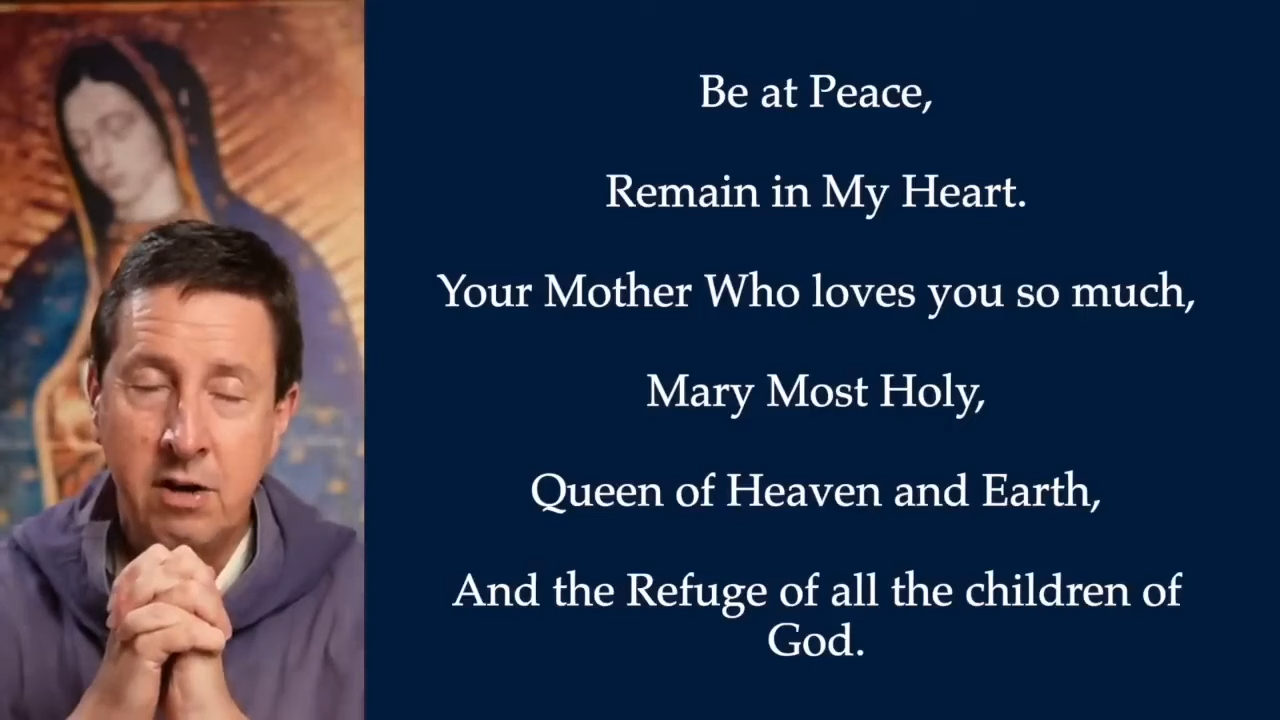 Be at Peace,
Remain in My Heart.
Your Mother Who loves you so much,
Mary Most Holy,
Queen of Heaven and Earth,
And the Refuge of all the children of
God.